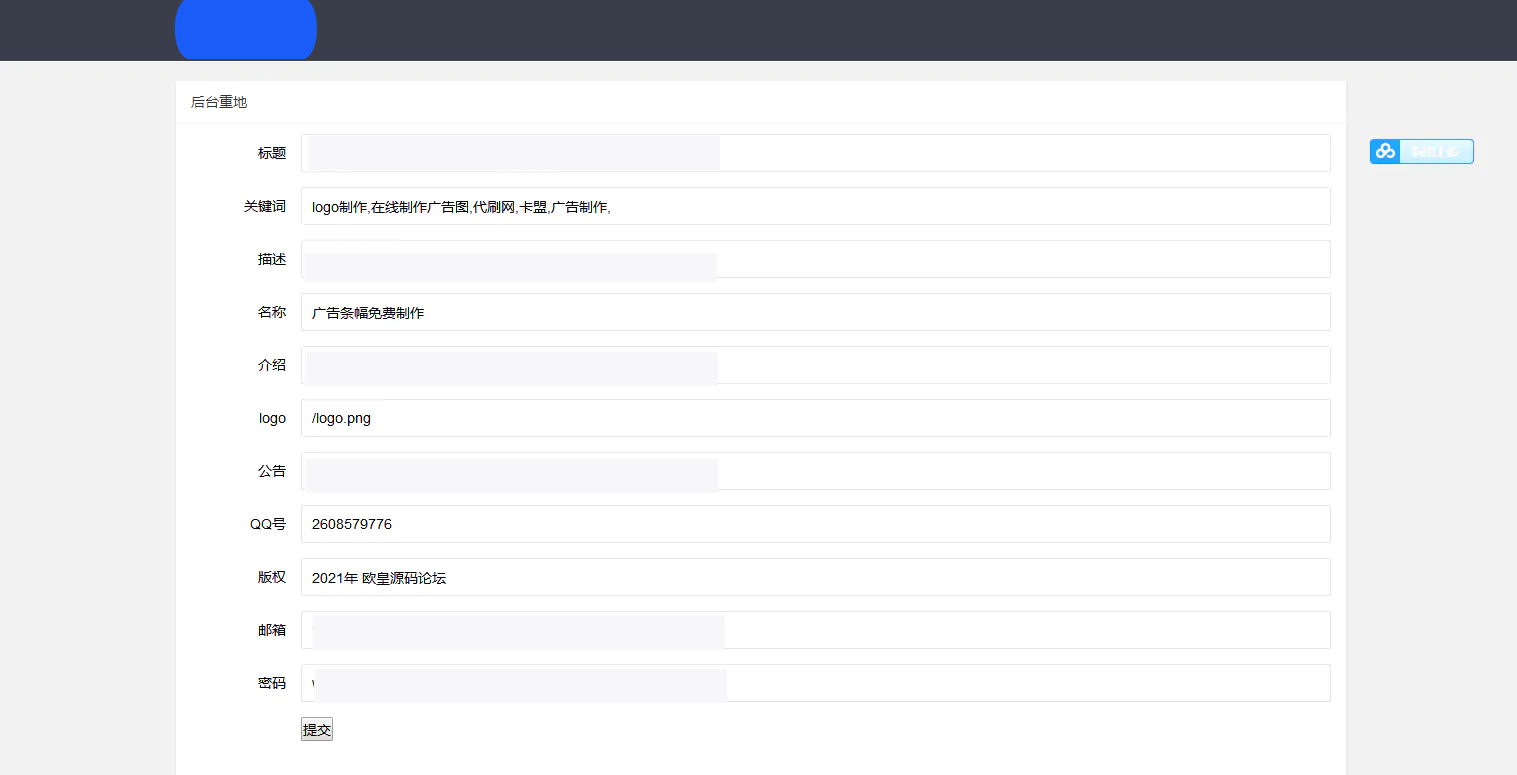 后台重地
标题
关键词 logo制作,在线制作广告图,代刷网,卡盟,广告制作,
描述
名称 广告条幅免费制作
介绍
logo /logo.png
公告
QQ号 2608579776
版权 2021年 欧皇源码论坛
邮箱
密码
提交